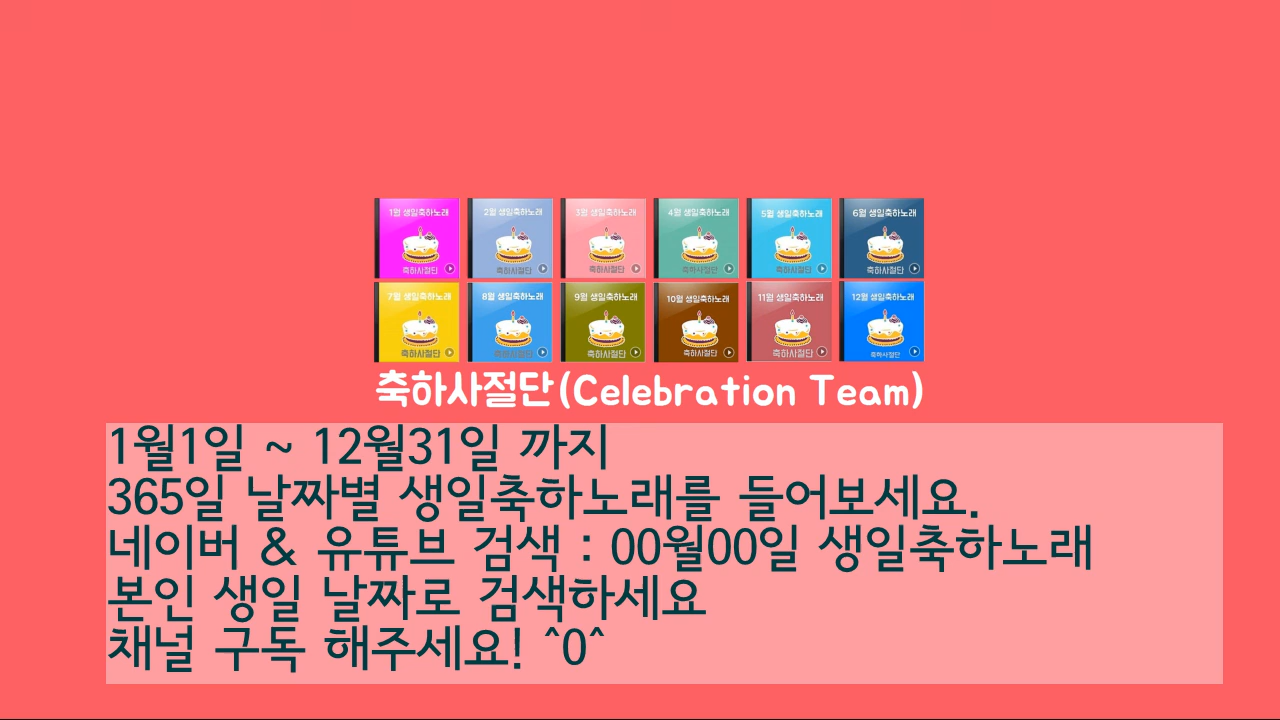 1월 생일축하노래 2월 생일축하노래 3월 생일축하노래 4월 생일축하노래 5월 생일축하노래 6월 생일축하노래
축하사절단 축하사절단 축하사절단 축하사절단 축하사절단 축하사절단
7월 생일축하노래 8월 생일축하노래 9월 생일축하노래 10월 생일축하노래 11월 생일축하노래 12월 생일축하노래
축하사절단 축하사절단 축하사절단 축하사절단 축하사절단 축하사절단
축하사절단(Celebration Team)
1월1일 ~ 12월31일 까지
365일 날짜별 생일축하노래를 들어보세요.
네이버 & 유튜브 검색 : 00월00일 생일축하노래
본인 생일 날짜로 검색하세요
채널 구독 해주세요! ^0^